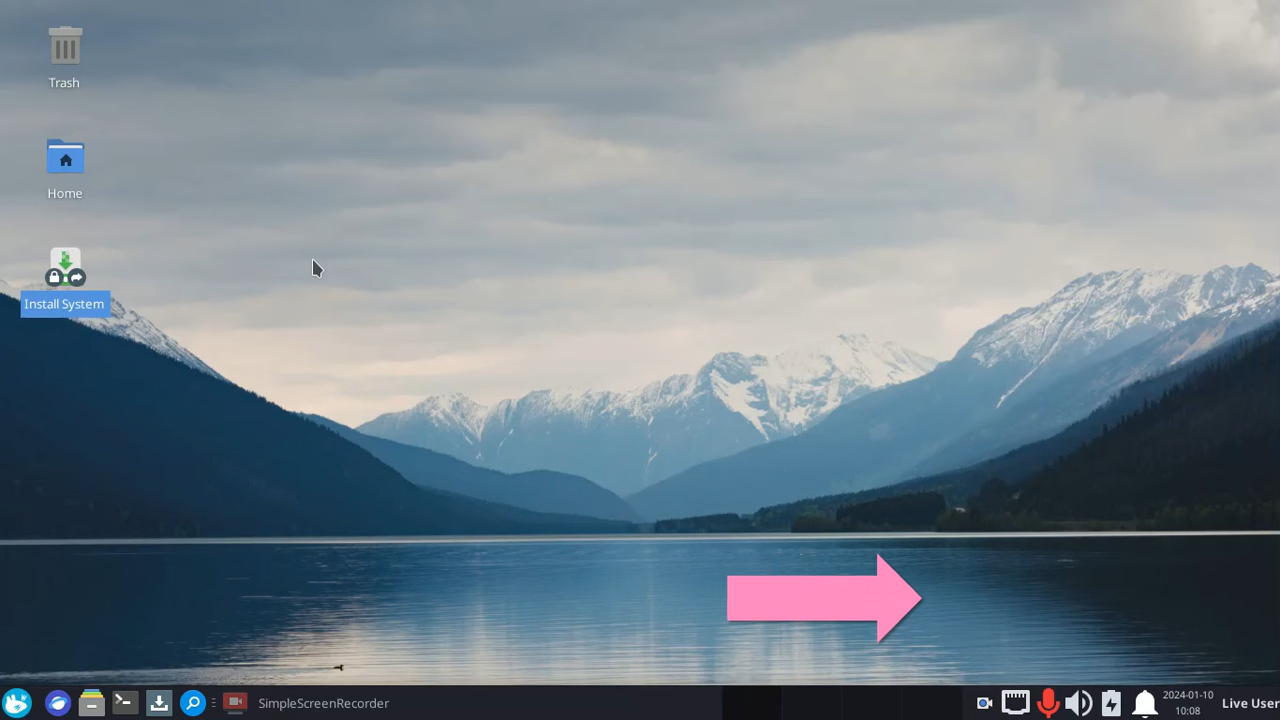 Trash
Home
Install System
SimpleScreenRecorder
2024-01-10
10:08
Live User